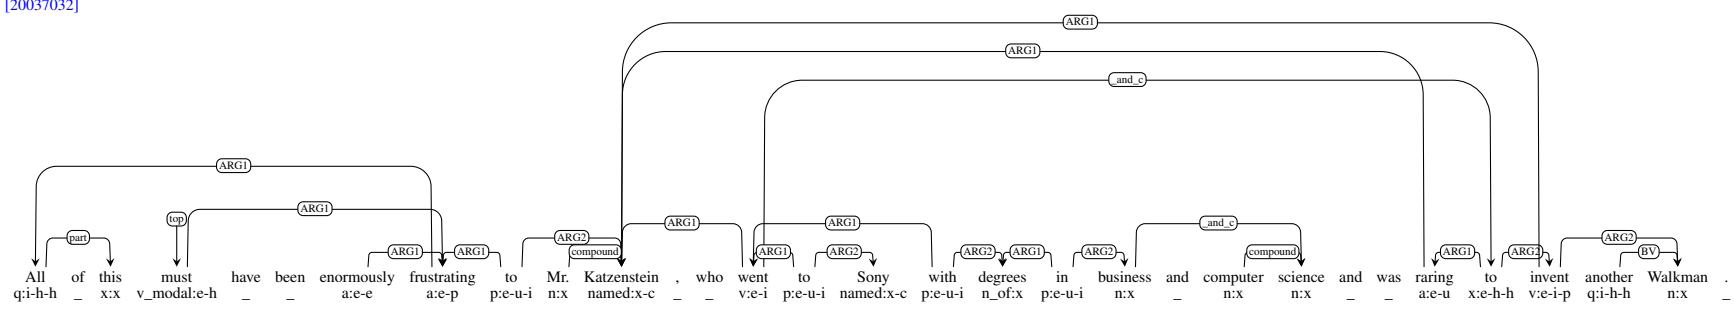 [20037032]
ARG1
ARG1
_and_c
ARG1
ARG1
top
part
ARG1 ARG1 ARG2 compound ARG1 ARG1 ARG1 ARG2 ARG2 ARG1 ARG2 _and_c compound ARG1 ARG2 ARG2 BV
All of this must have been enormously frustrating to Mr. Katzenstein , who went to Sony with degrees in business and computer science and was raring to invent another Walkman .
q:i-h-h _ x:x v_modal:e-h _ _ a:e-e a:e-p p:e-u-i n:x named:x-c _ _ v:e-i p:e-u-i named:x-c p:e-u-i n_of:x p:e-u-i n:x _ n:x n:x _ _ a:e-u x:e-h-h v:e-i-p q:i-h-h n:x _